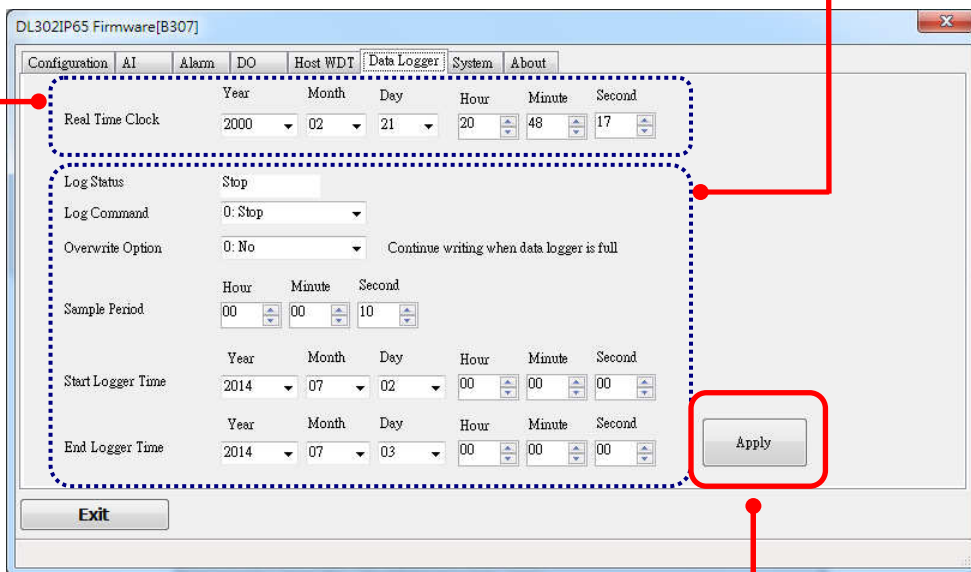 DL302IP65 Firmware[B307]
Configuration AI Alarm DO Host WDT Data Logger System About
Year Month Day Hour Minute Second
Real Time Clock 2000 02 21 20 48 17
Log Status Stop
Log Command 0: Stop
Overwrite Option 0: No Continue writing when data logger is full
Hour Minute Second
Sample Period 00 00 10
Year Month Day Hour Minute Second
Start Logger Time 2014 07 02 00 00 00
Year Month Day Hour Minute Second
End Logger Time 2014 07 03 00 00 00
Apply
Exit